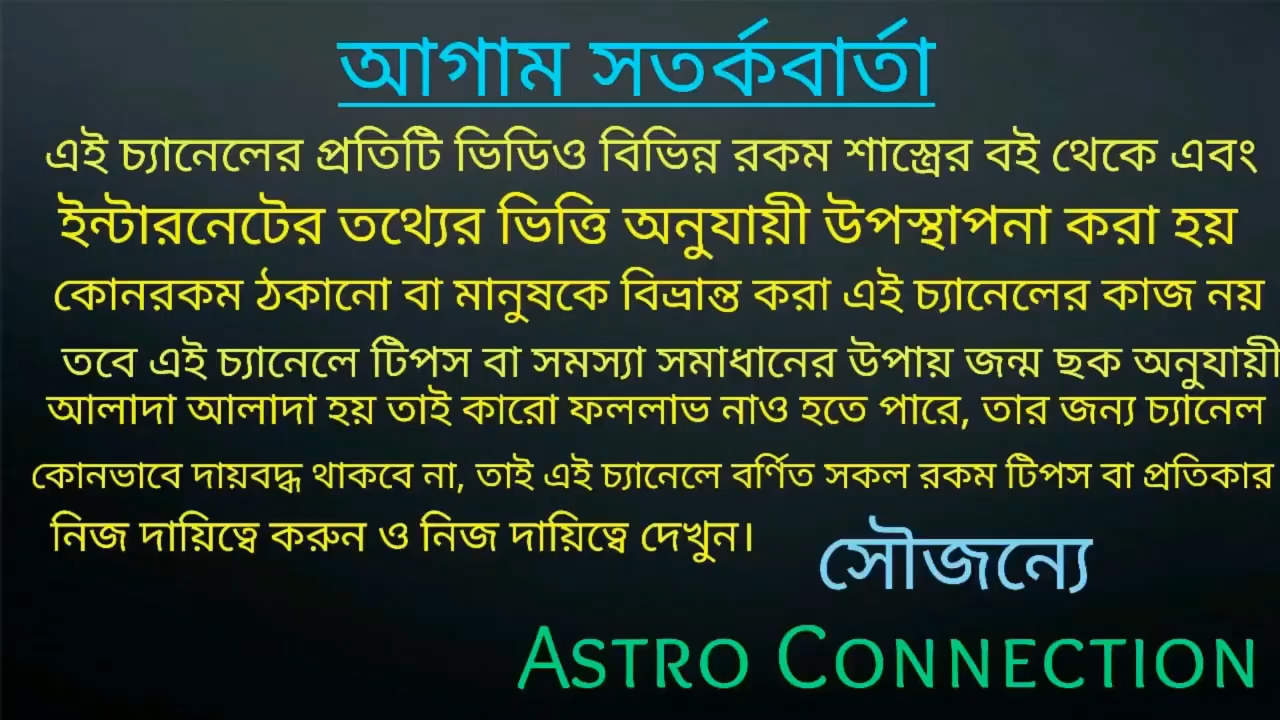 আগাম সতর্কবার্তা
এই চ্যানেলের প্রতিটি ভিডিও বিভিন্ন রকম শাস্ত্রের বই থেকে এবং
ইন্টারনেটের তথ্যের ভিত্তি অনুযায়ী উপস্থাপনা করা হয়
কোনরকম ঠকানো বা মানুষকে বিভ্রান্ত করা এই চ্যানেলের কাজ নয়
তবে এই চ্যানেলে টিপস বা সমস্যা সমাধানের উপায় জন্ম ছক অনুযায়ী
আলাদা আলাদা হয় তাই কারো ফললাভ নাও হতে পারে, তার জন্য চ্যানেল
কোনভাবে দায়বদ্ধ থাকবে না, তাই এই চ্যানেলে বর্ণিত সকল রকম টিপস বা প্রতিকার
নিজ দায়িত্বে করুন ও নিজ দায়িত্বে দেখুন।
সৌজন্যে
ASTRO CONNECTION